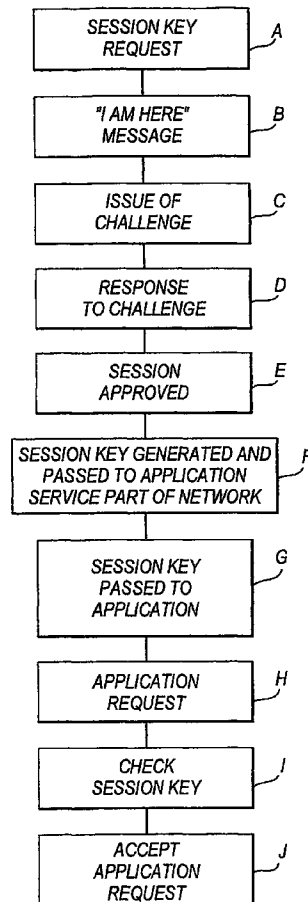 SESSION KEY
REQUEST
A
"I AM HERE"
MESSAGE
B
ISSUE OF
CHALLENGE
C
RESPONSE
TO CHALLENGE
D
SESSION
APPROVED
E
SESSION KEY GENERATED AND
PASSED TO APPLICATION
SERVICE PART OF NETWORK
F
SESSION KEY
PASSED TO
APPLICATION
G
APPLICATION
REQUEST
H
CHECK
SESSION KEY
I
ACCEPT
APPLICATION
REQUEST
J